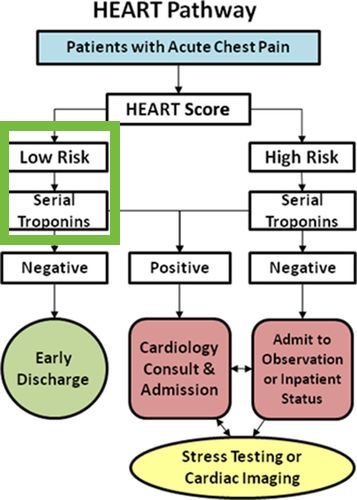 HEART Pathway
Patients with Acute Chest Pain
HEART Score
Low Risk
High Risk
Serial
Troponins
Serial
Troponins
Negative
Positive
Negative
Early
Discharge
Cardiology
Consult &
Admission
Admit to
Observation
or Inpatient
Status
Stress Testing or
Cardiac Imaging